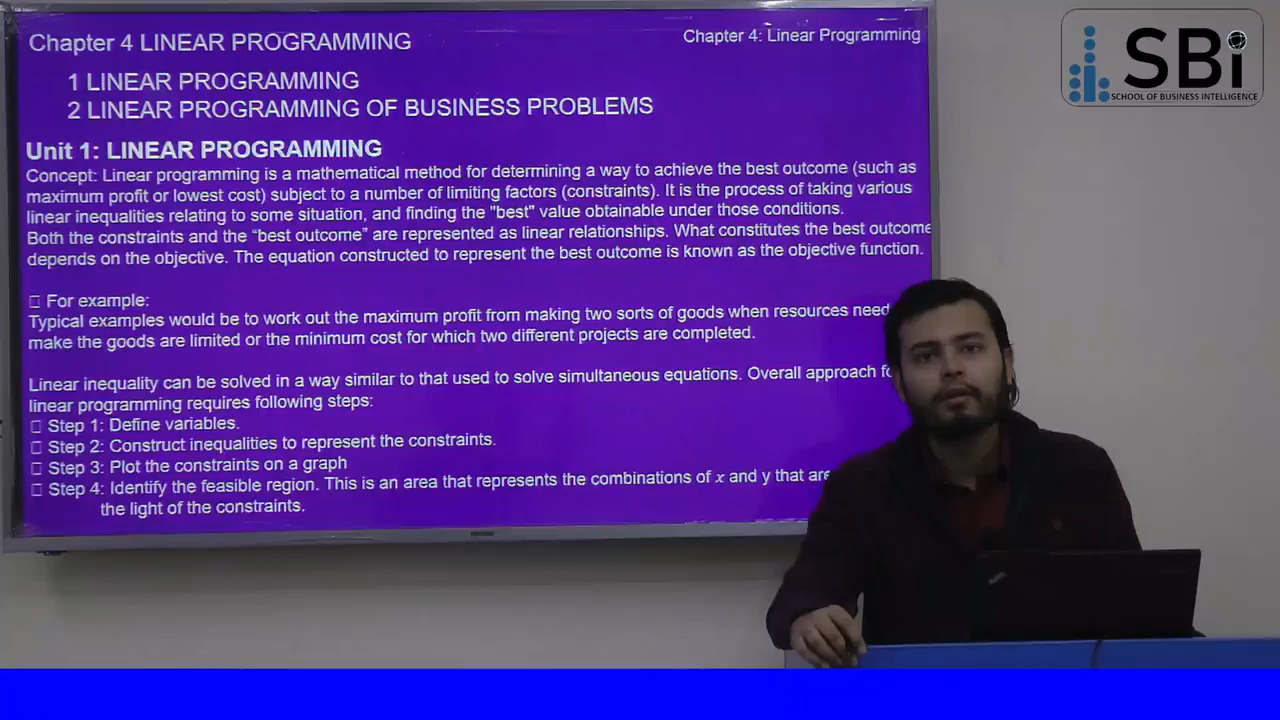 Chapter 4 LINEAR PROGRAMMING
Chapter 4: Linear Programming
SBi
SCHOOL OF BUSINESS INTELLIGENCE
1 LINEAR PROGRAMMING
2 LINEAR PROGRAMMING OF BUSINESS PROBLEMS
Unit 1: LINEAR PROGRAMMING
Concept: Linear programming is a mathematical method for determining a way to achieve the best outcome (such as
maximum profit or lowest cost) subject to a number of limiting factors (constraints). It is the process of taking various
linear inequalities relating to some situation, and finding the "best" value obtainable under those conditions.
Both the constraints and the “best outcome” are represented as linear relationships. What constitutes the best outcome
depends on the objective. The equation constructed to represent the best outcome is known as the objective function.
For example:
Typical examples would be to work out the maximum profit from making two sorts of goods when resources need
make the goods are limited or the minimum cost for which two different projects are completed.
Linear inequality can be solved in a way similar to that used to solve simultaneous equations. Overall approach fo
linear programming requires following steps:
Step 1: Define variables.
Step 2: Construct inequalities to represent the constraints.
Step 3: Plot the constraints on a graph
Step 4: Identify the feasible region. This is an area that represents the combinations of x and y that are
the light of the constraints.